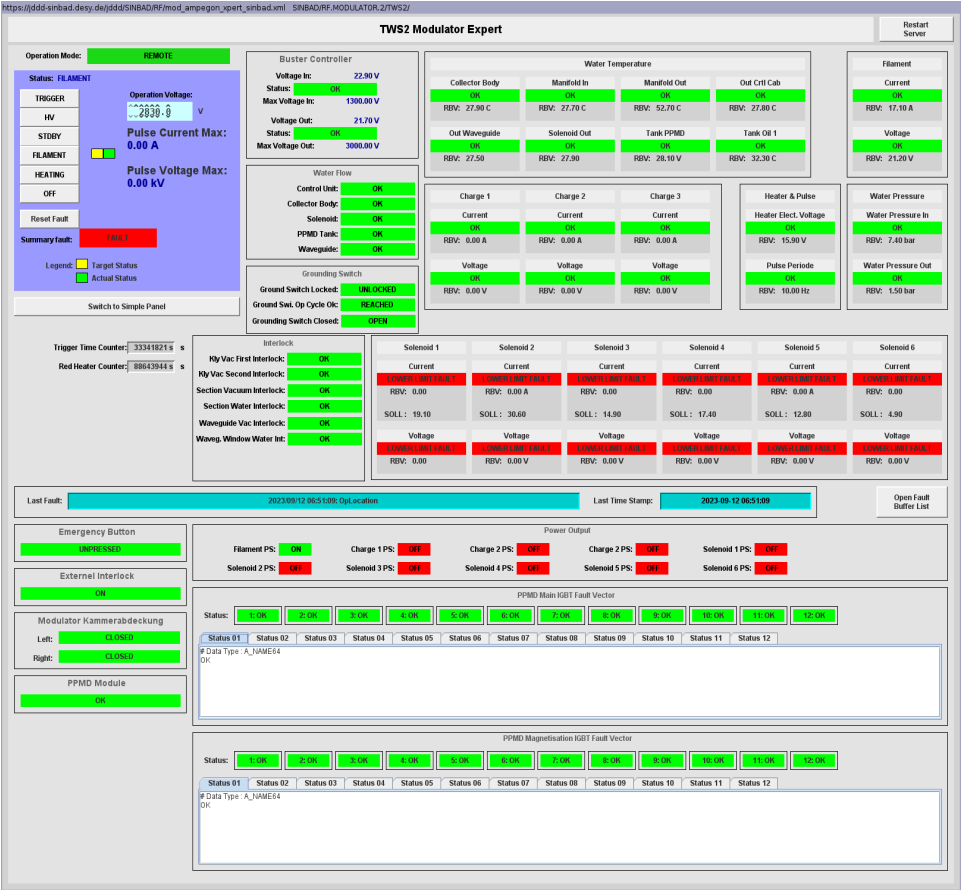 https://jddd-sinbad.desy.de/jddd/SINBAD/RF/mod_ampegon_xpert_sinbad.xml SINBAD/RF.MODULATOR.2/TWS2/
TWS2 Modulator Expert
Restart Server
Operation Mode: REMOTE
Status: FILAMENT
TRIGGER
HV
STDBY
FILAMENT
HEATING
OFF
Reset Fault
Operation Voltage:
2830.0 V
Pulse Current Max:
0.00 A
Pulse Voltage Max:
0.00 kV
Summary fault: FAULT
Legend: Target Status
Actual Status
Switch to Simple Panel
Buster Controller
Voltage In: 22.90 V
Status: OK
Max Voltage In: 1300.00 V
Voltage Out: 21.70 V
Status: OK
Max Voltage Out: 3000.00 V
Water Flow
Control Unit: OK
Collector Body: OK
Solenoid: OK
PPMD Tank: OK
Waveguide: OK
Grounding Switch
Ground Switch Locked: UNLOCKED
Ground Swi. Op Cycle Ok: REACHED
Grounding Switch Closed: OPEN
Water Temperature
Collector Body Manifold In Manifold Out Out Crtl Cab
OK OK OK OK
RBV: 27.90 C RBV: 27.70 C RBV: 52.70 C RBV: 27.80 C
Out Waveguide Solenoid Out Tank PPMD Tank Oil 1
OK OK OK OK
RBV: 27.50 RBV: 27.90 RBV: 28.10 V RBV: 32.30 C
Filament
Current
OK
RBV: 17.10 A
Voltage
OK
RBV: 21.20 V
Charge 1 Charge 2 Charge 3
Current Current Current
OK OK OK
RBV: 0.00 A RBV: 0.00 A RBV: 0.00 A
Voltage Voltage Voltage
OK OK OK
RBV: 0.00 V RBV: 0.00 V RBV: 0.00 V
Heater & Pulse
Heater Elect. Voltage
OK
RBV: 15.90 V
Pulse Periode
OK
RBV: 10.00 Hz
Water Pressure
Water Pressure In
OK
RBV: 7.40 bar
Water Pressure Out
OK
RBV: 1.50 bar
Trigger Time Counter: 33341821 s s
Red Heater Counter: 88643944 s s
Interlock
Kly Vac First Interlock: OK
Kly Vac Second Interlock: OK
Section Vacuum Interlock: OK
Section Water Interlock: OK
Waveguide Vac Interlock: OK
Waveg. Window Water Int: OK
Solenoid 1 Solenoid 2 Solenoid 3 Solenoid 4 Solenoid 5 Solenoid 6
Current Current Current Current Current Current
LOWER LIMIT FAULT LOWER LIMIT FAULT LOWER LIMIT FAULT LOWER LIMIT FAULT LOWER LIMIT FAULT LOWER LIMIT FAULT
RBV: 0.00 RBV: 0.00 A RBV: 0.00 RBV: 0.00 RBV: 0.00 A RBV: 0.00
SOLL : 19.10 SOLL : 30.60 SOLL : 14.90 SOLL : 17.40 SOLL : 12.80 SOLL : 4.90
Voltage Voltage Voltage Voltage Voltage Voltage
LOWER LIMIT FAULT LOWER LIMIT FAULT LOWER LIMIT FAULT LOWER LIMIT FAULT LOWER LIMIT FAULT LOWER LIMIT FAULT
RBV: 0.00 RBV: 0.00 V RBV: 0.00 V RBV: 0.00 V RBV: 0.00 V RBV: 0.00 V
Last Fault: 2023/09/12 06:51:09: OpLocation Last Time Stamp: 2023-09-12 06:51:09
Open Fault Buffer List
Emergency Button
UNPRESSED
Externel Interlock
ON
Modulator Kammerabdeckung
Left: CLOSED
Right: CLOSED
PPMD Module
OK
Power Output
Filament PS: ON Charge 1 PS: OFF Charge 2 PS: OFF Charge 2 PS: OFF Solenoid 1 PS: OFF
Solenoid 2 PS: OFF Solenoid 3 PS: OFF Solenoid 4 PS: OFF Solenoid 5 PS: OFF Solenoid 6 PS: OFF
PPMD Main IGBT Fault Vector
Status: 1: OK 2: OK 3: OK 4: OK 5: OK 6: OK 7: OK 8: OK 9: OK 10: OK 11: OK 12: OK
Status 01 Status 02 Status 03 Status 04 Status 05 Status 06 Status 07 Status 08 Status 09 Status 10 Status 11 Status 12
# Data Type : A_NAME64
OK
PPMD Magnetisation IGBT Fault Vector
Status: 1: OK 2: OK 3: OK 4: OK 5: OK 6: OK 7: OK 8: OK 9: OK 10: OK 11: OK 12: OK
Status 01 Status 02 Status 03 Status 04 Status 05 Status 06 Status 07 Status 08 Status 09 Status 10 Status 11 Status 12
# Data Type : A_NAME64
OK